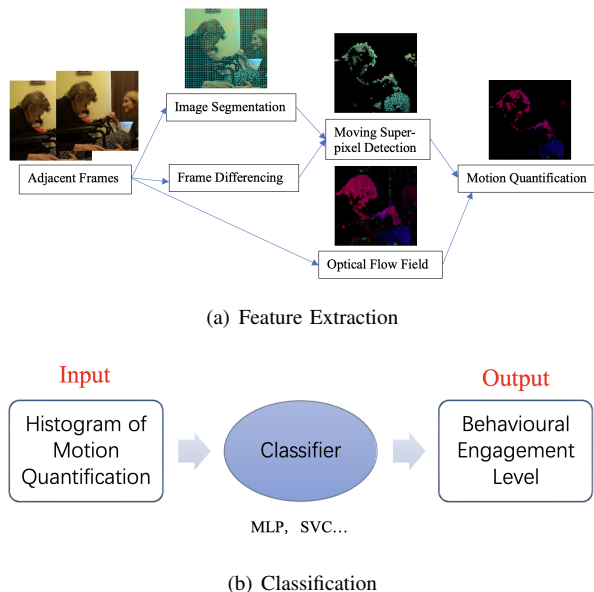 Image Segmentation
Moving Super-
pixel Detection
Adjacent Frames
Frame Differencing
Motion Quantification
Optical Flow Field
(a) Feature Extraction
Input
Output
Histogram of
Motion
Quantification
Classifier
Behavioural
Engagement
Level
MLP, SVC...
(b) Classification